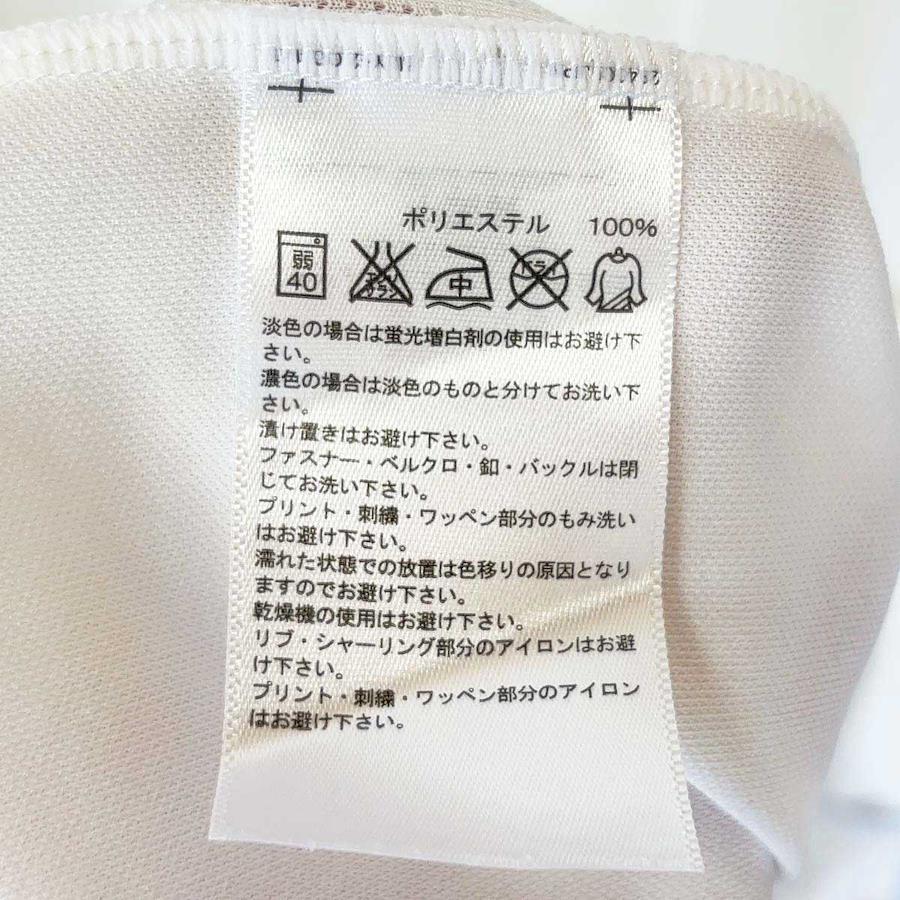 ポリエステル 100%
弱
40
エンソ
サラシ
中
ドライ
淡色の場合は蛍光増白剤の使用はお避け下
さい。
濃色の場合は淡色のものと分けてお洗い下
さい。
漬け置きはお避け下さい。
ファスナー・ベルクロ・釦・バックルは閉
じてお洗い下さい。
プリント・刺繍・ワッペン部分のもみ洗い
はお避け下さい。
濡れた状態での放置は色移りの原因となり
ますのでお避け下さい。
乾燥機の使用はお避け下さい。
リブ・シャーリング部分のアイロンはお避
け下さい。
プリント・刺繍・ワッペン部分のアイロン
はお避け下さい。